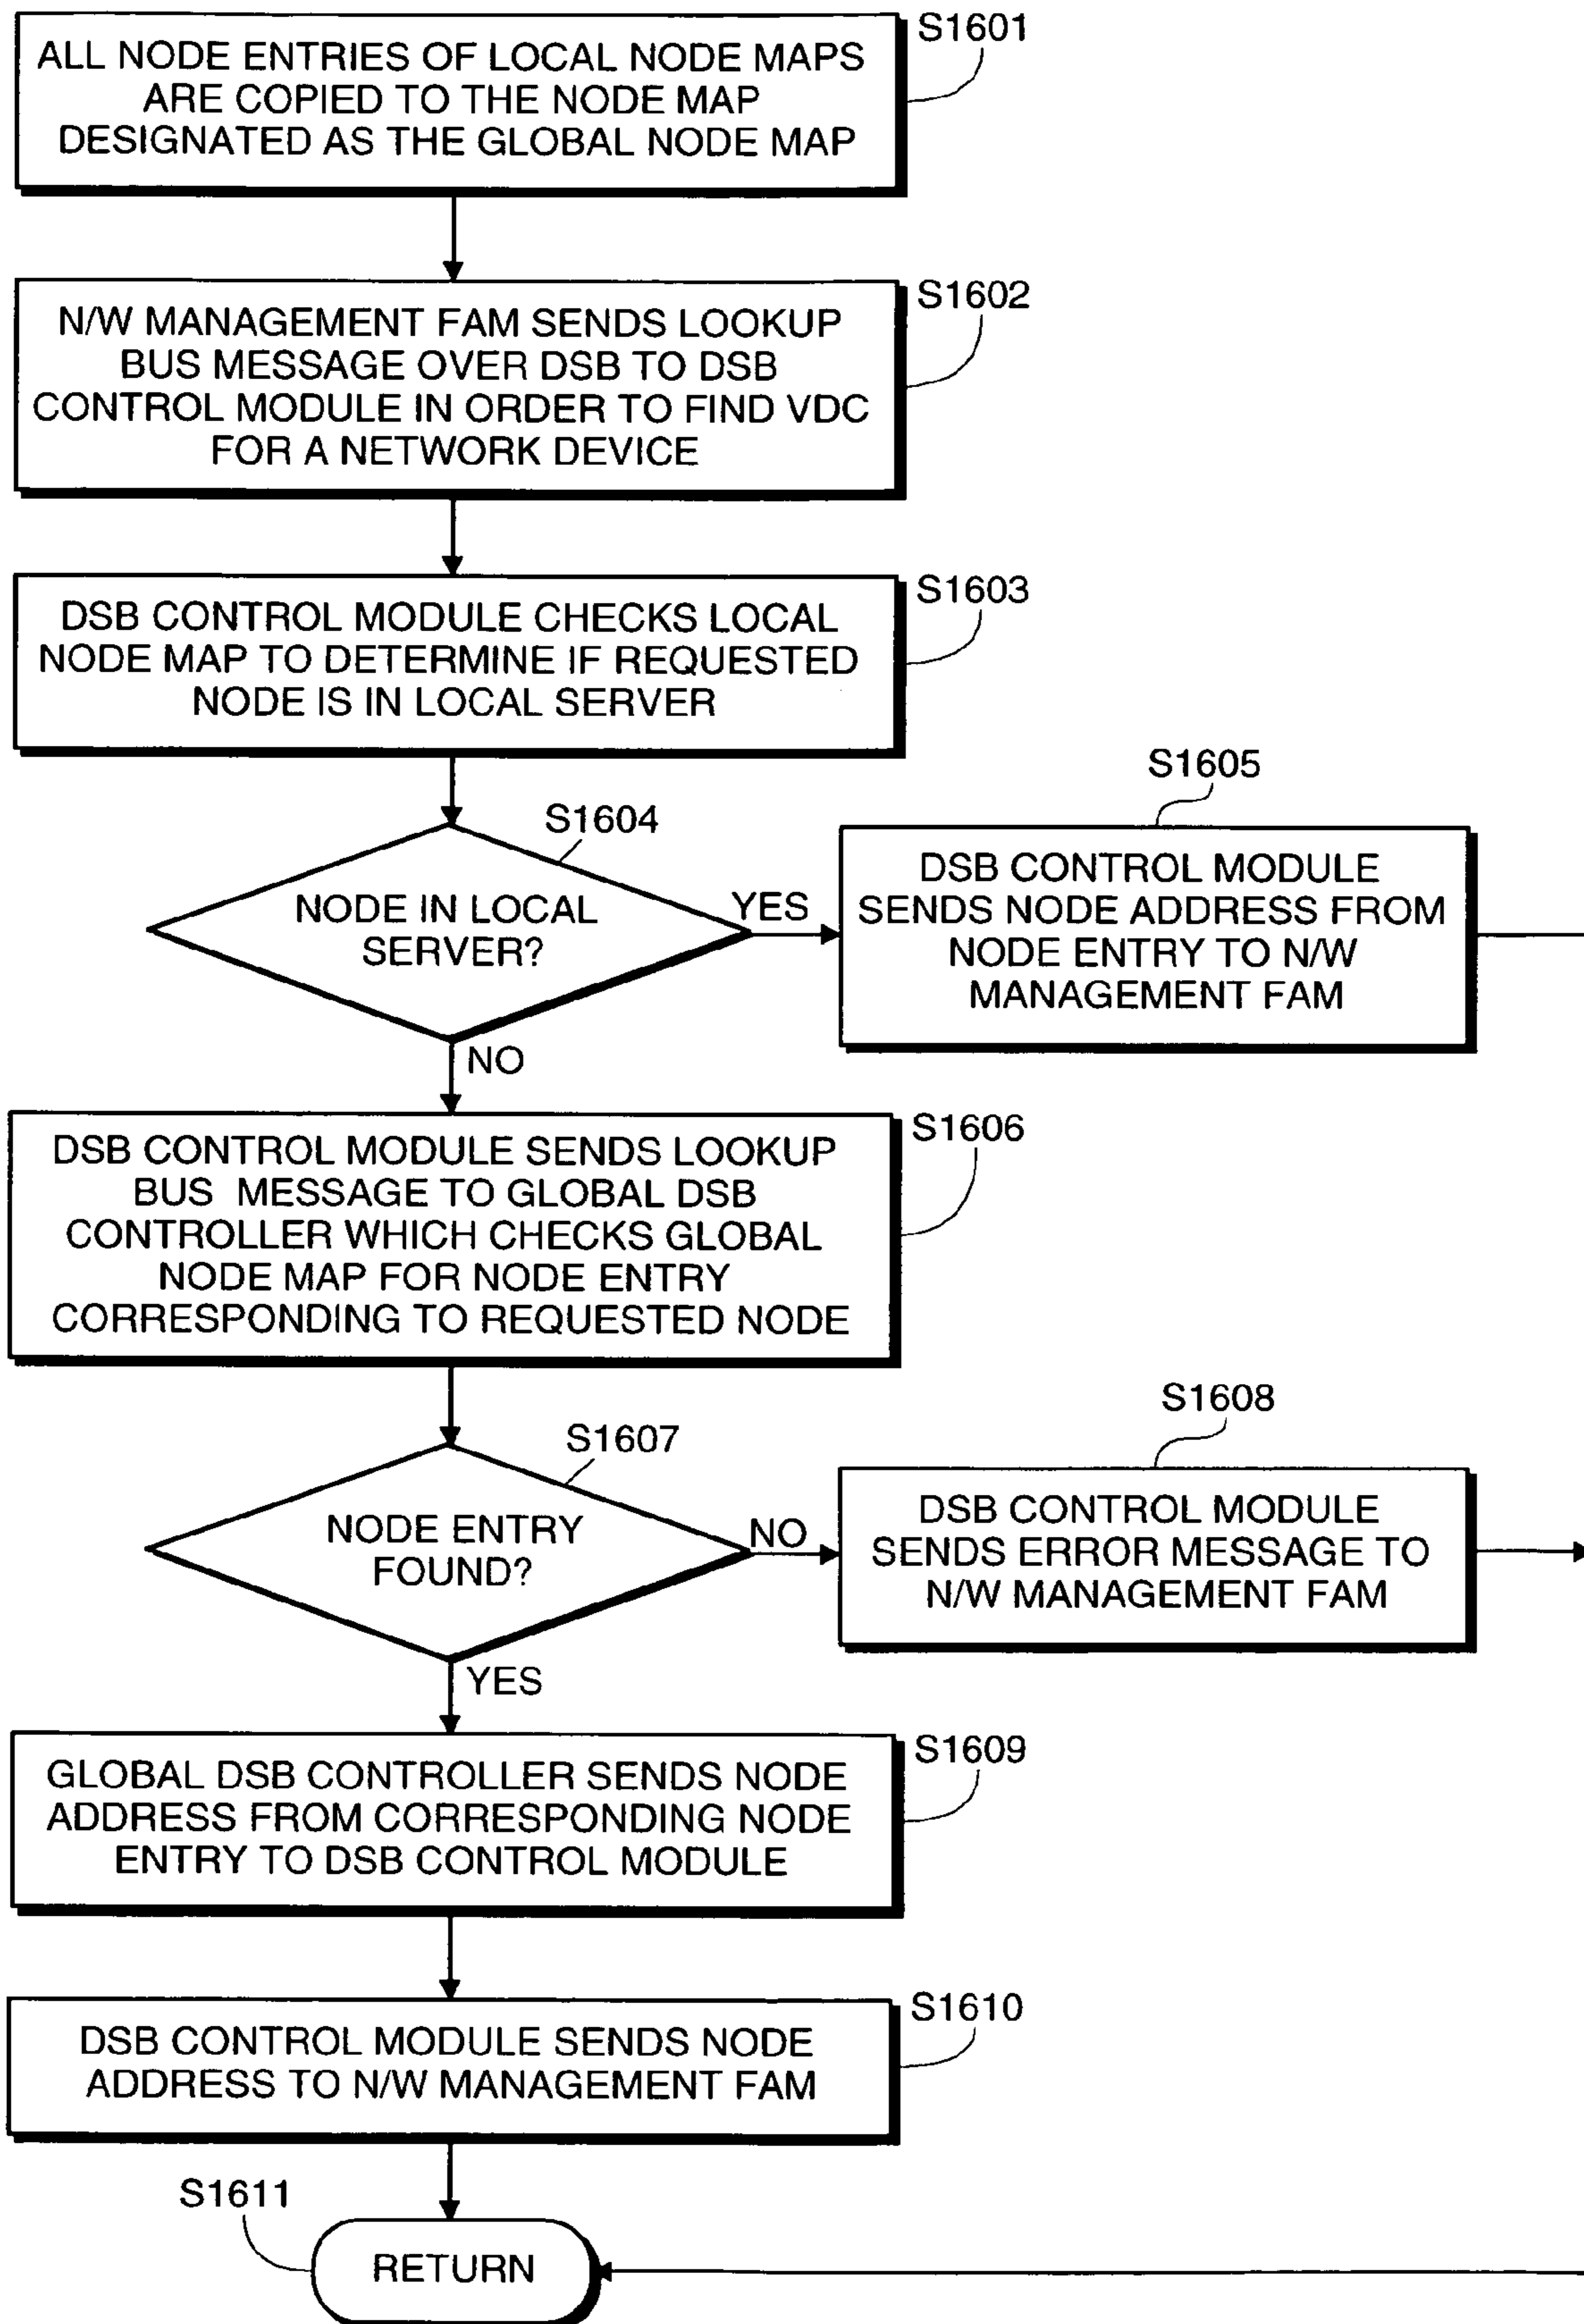 S1601
ALL NODE ENTRIES OF LOCAL NODE MAPS
ARE COPIED TO THE NODE MAP
DESIGNATED AS THE GLOBAL NODE MAP
S1602
N/W MANAGEMENT FAM SENDS LOOKUP
BUS MESSAGE OVER DSB TO DSB
CONTROL MODULE IN ORDER TO FIND VDC
FOR A NETWORK DEVICE
S1603
DSB CONTROL MODULE CHECKS LOCAL
NODE MAP TO DETERMINE IF REQUESTED
NODE IS IN LOCAL SERVER
S1604
NODE IN LOCAL
SERVER?
YES
S1605
DSB CONTROL MODULE
SENDS NODE ADDRESS FROM
NODE ENTRY TO N/W
MANAGEMENT FAM
NO
S1606
DSB CONTROL MODULE SENDS LOOKUP
BUS MESSAGE TO GLOBAL DSB
CONTROLLER WHICH CHECKS GLOBAL
NODE MAP FOR NODE ENTRY
CORRESPONDING TO REQUESTED NODE
S1607
NODE ENTRY
FOUND?
NO
S1608
DSB CONTROL MODULE
SENDS ERROR MESSAGE TO
N/W MANAGEMENT FAM
YES
S1609
GLOBAL DSB CONTROLLER SENDS NODE
ADDRESS FROM CORRESPONDING NODE
ENTRY TO DSB CONTROL MODULE
S1610
DSB CONTROL MODULE SENDS NODE
ADDRESS TO N/W MANAGEMENT FAM
S1611
RETURN